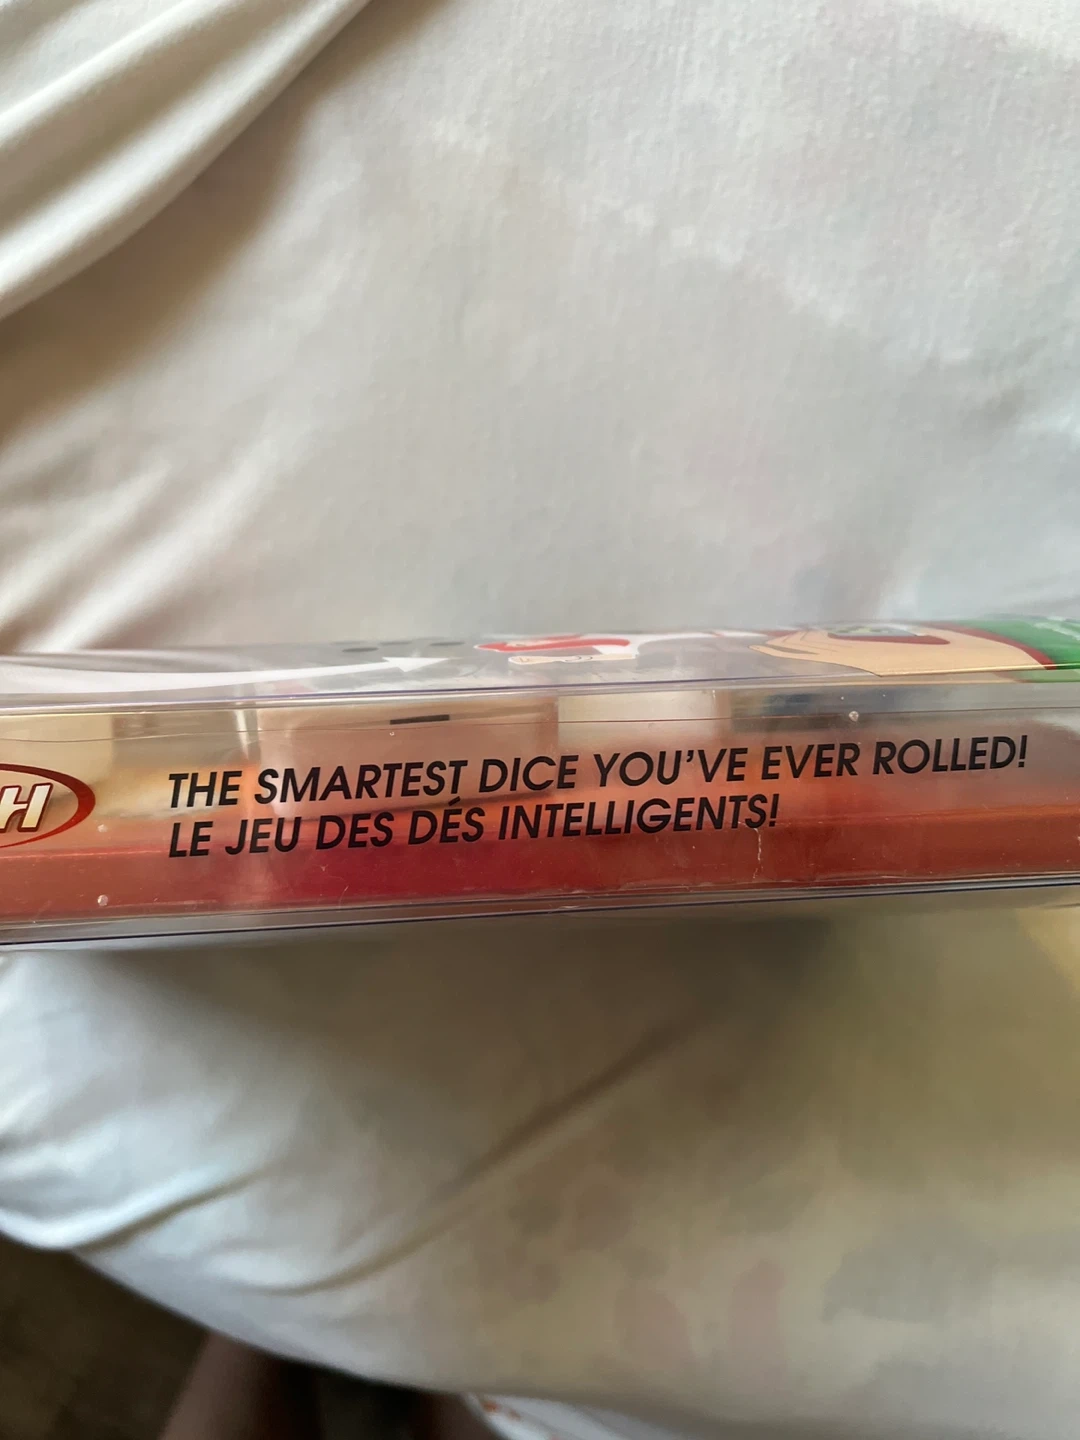 H
THE SMARTEST DICE YOU'VE EVER ROLLED!
LE JEU DES DÉS INTELLIGENTS!